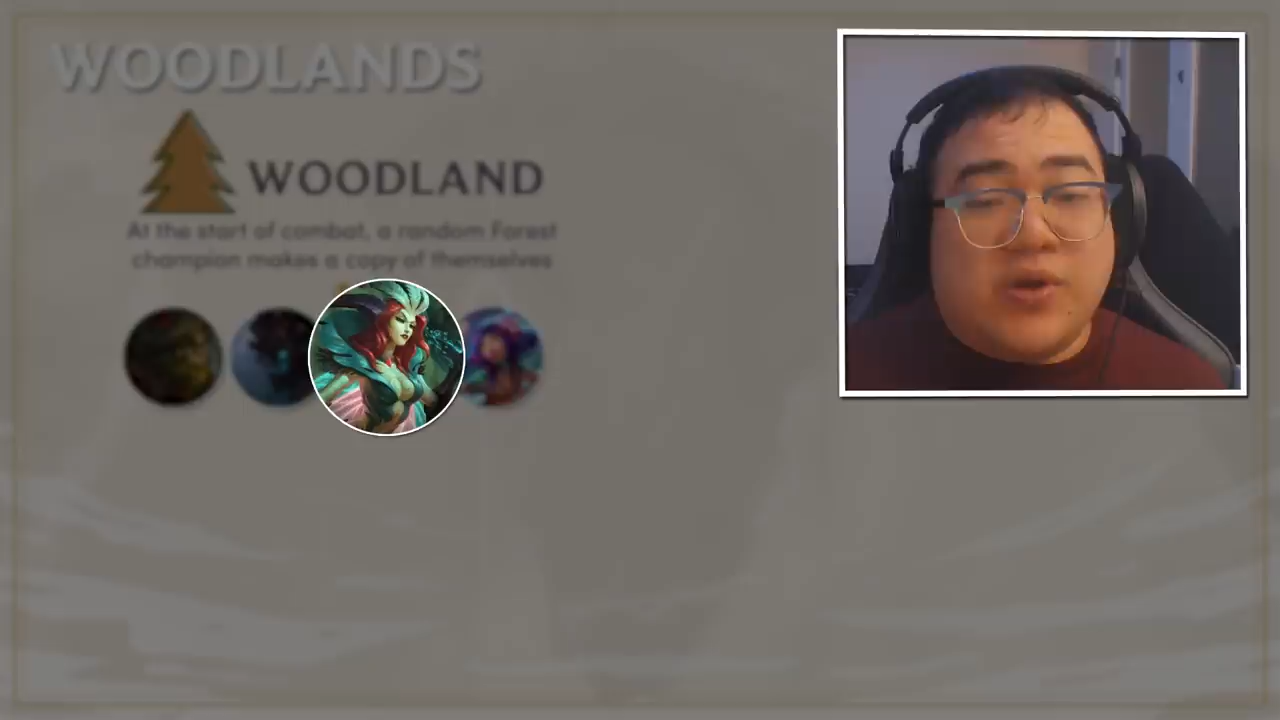 WOODLANDS
WOODLAND
At the start of combat, a random Forest
champion makes a copy of themselves